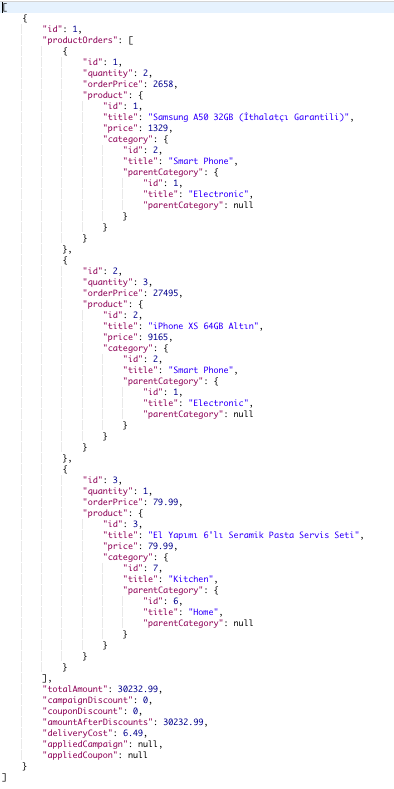 [
    {
        "id": 1,
        "productOrders": [
            {
                "id": 1,
                "quantity": 2,
                "orderPrice": 2658,
                "product": {
                    "id": 1,
                    "title": "Samsung A50 32GB (İthalatçı Garantili)",
                    "price": 1329,
                    "category": {
                        "id": 2,
                        "title": "Smart Phone",
                        "parentCategory": {
                            "id": 1,
                            "title": "Electronic",
                            "parentCategory": null
                        }
                    }
                }
            },
            {
                "id": 2,
                "quantity": 3,
                "orderPrice": 27495,
                "product": {
                    "id": 2,
                    "title": "iPhone XS 64GB Altın",
                    "price": 9165,
                    "category": {
                        "id": 2,
                        "title": "Smart Phone",
                        "parentCategory": {
                            "id": 1,
                            "title": "Electronic",
                            "parentCategory": null
                        }
                    }
                }
            },
            {
                "id": 3,
                "quantity": 1,
                "orderPrice": 79.99,
                "product": {
                    "id": 3,
                    "title": "El Yapımı 6'lı Seramik Pasta Servis Seti",
                    "price": 79.99,
                    "category": {
                        "id": 7,
                        "title": "Kitchen",
                        "parentCategory": {
                            "id": 6,
                            "title": "Home",
                            "parentCategory": null
                        }
                    }
                }
            }
        ],
        "totalAmount": 30232.99,
        "campaignDiscount": 0,
        "couponDiscount": 0,
        "amountAfterDiscounts": 30232.99,
        "deliveryCost": 6.49,
        "appliedCampaign": null,
        "appliedCoupon": null
    }
]